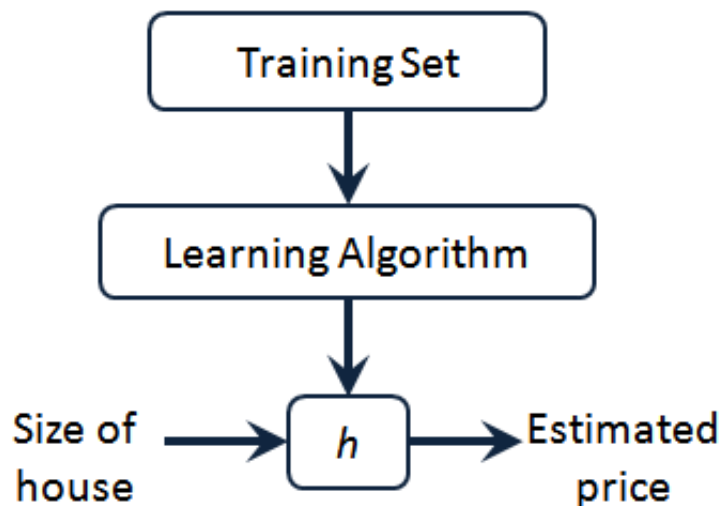 Training Set
Learning Algorithm
Size of
house
h
Estimated
price